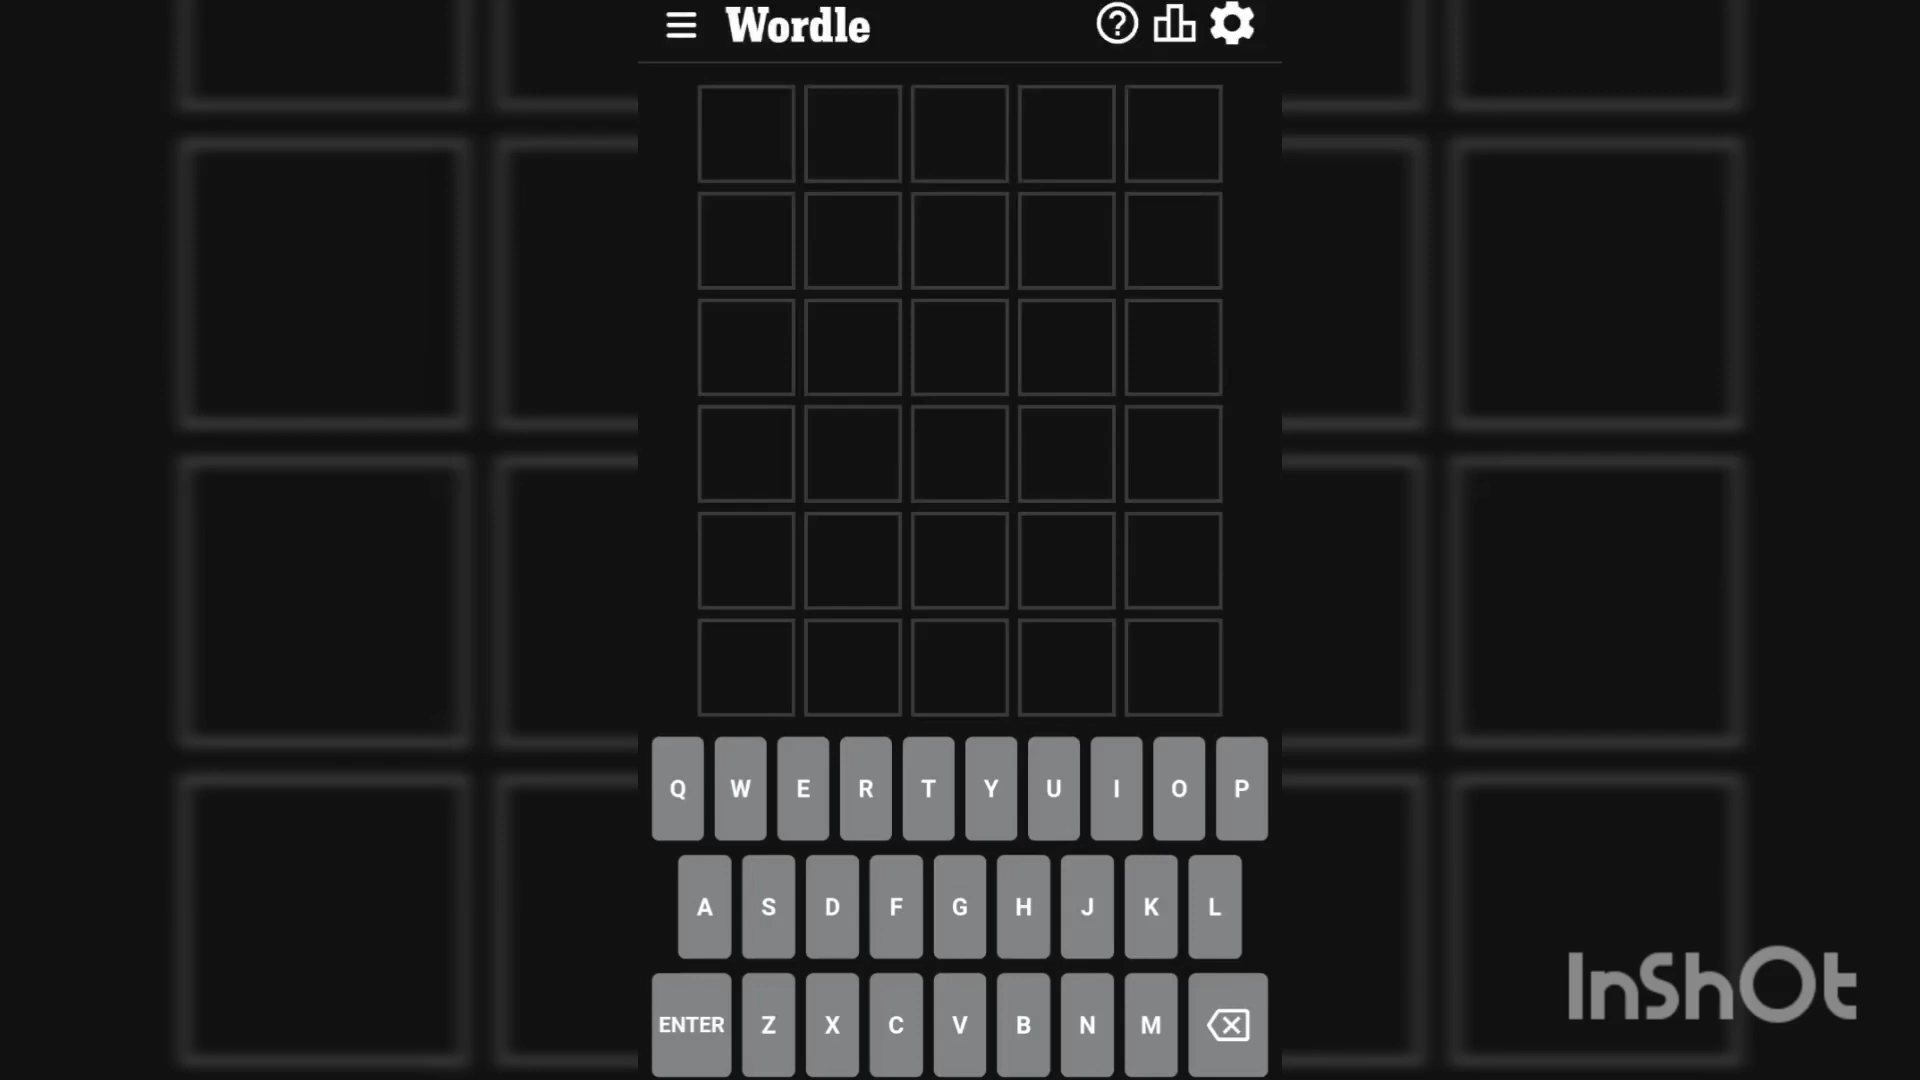 Wordle
Q W E R T Y U I O P
A S D F G H J K L
ENTER Z X C V B N M
InShOt